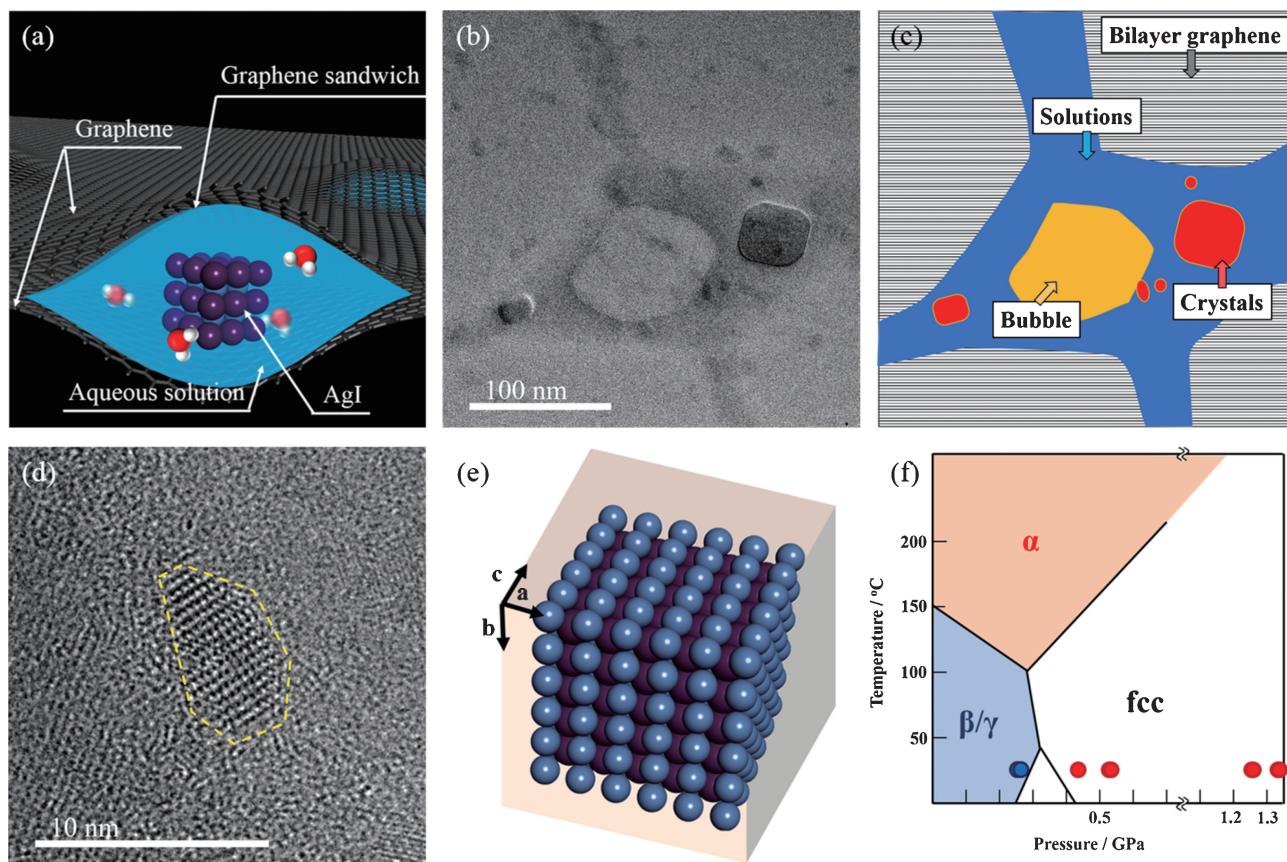 (a)
Graphene sandwich
Graphene
Aqueous solution
AgI
(b)
100 nm
(c)
Bilayer graphene
Solutions
Bubble
Crystals
(d)
10 nm
(e)
c
a
b
(f)
Temperature / °C
200
150
100
50
α
β/γ
fcc
0.5
1.2
1.3
Pressure / GPa